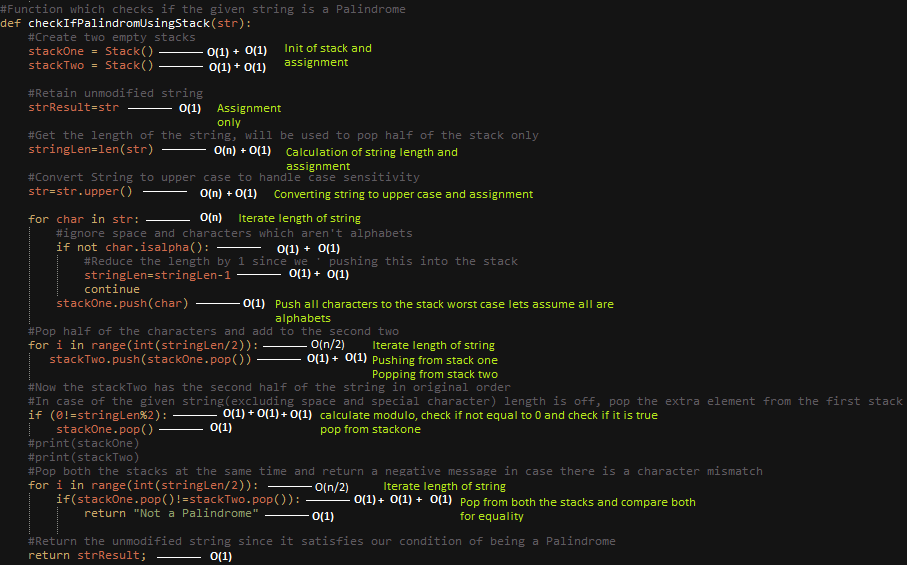 #Function which checks if the given string is a Palindrome
def checkIfPalindromUsingStack(str):
#Create two empty stacks
stackOne = Stack() O(1) + O(1) Init of stack and
stackTwo = Stack() O(1) + O(1) assignment
#Retain unmodified string
strResult=str O(1) Assignment
only
#Get the length of the string, will be used to pop half of the stack only
stringLen=len(str) O(n) + O(1) Calculation of string length and
assignment
#Convert String to upper case to handle case sensitivity
str=str.upper() O(n) + O(1) Converting string to upper case and assignment
for char in str: O(n) Iterate length of string
#ignore space and characters which aren't alphabets
if not char.isalpha(): O(1) + O(1)
#Reduce the length by 1 since we ' pushing this into the stack
stringLen=stringLen-1 O(1) + O(1)
continue
stackOne.push(char) O(1) Push all characters to the stack worst case lets assume all are
alphabets
#Pop half of the characters and add to the second two
for i in range(int(stringLen/2)): O(n/2) Iterate length of string
stackTwo.push(stackOne.pop()) O(1) + O(1) Pushing from stack one
Popping from stack two
#Now the stackTwo has the second half of the string in original order
#In case of the given string(excluding space and special character) length is off, pop the extra element from the first stack
if (0!=stringLen%2): O(1) + O(1) + O(1) calculate modulo, check if not equal to 0 and check if it is true
stackOne.pop() O(1) pop from stackone
#print(stackOne)
#print(stackTwo)
#Pop both the stacks at the same time and return a negative message in case there is a character mismatch
for i in range(int(stringLen/2)): O(n/2) Iterate length of string
if(stackOne.pop()!=stackTwo.pop()): O(1) + O(1) + O(1) Pop from both the stacks and compare both
return "Not a Palindrome" O(1) for equality
#Return the unmodified string since it satisfies our condition of being a Palindrome
return strResult; O(1)